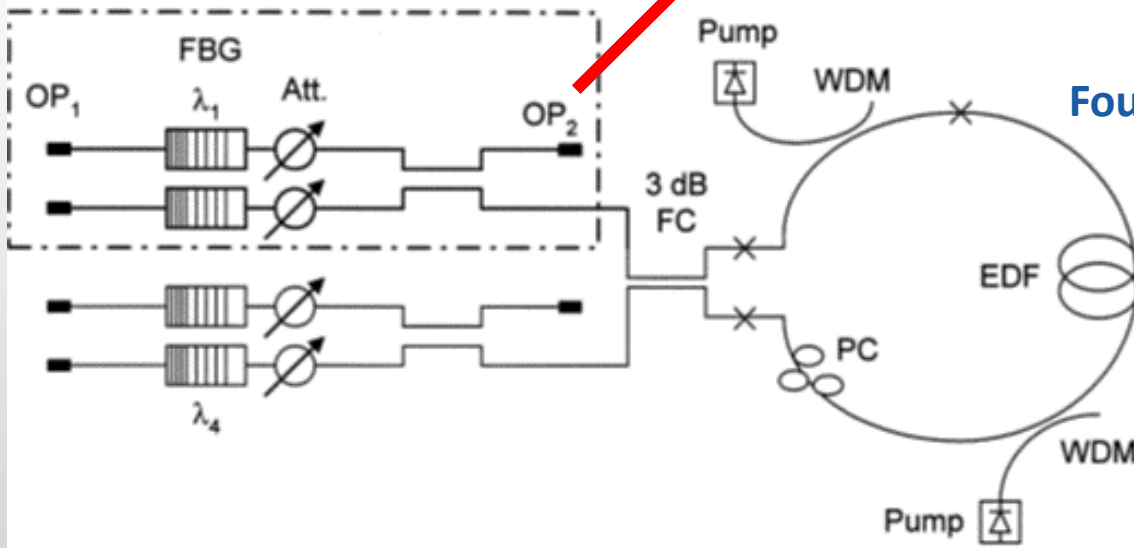 FBG
OP1
λ1
Att.
OP2
λ4
3 dB
FC
Pump
WDM
Fou
EDF
PC
WDM
Pump